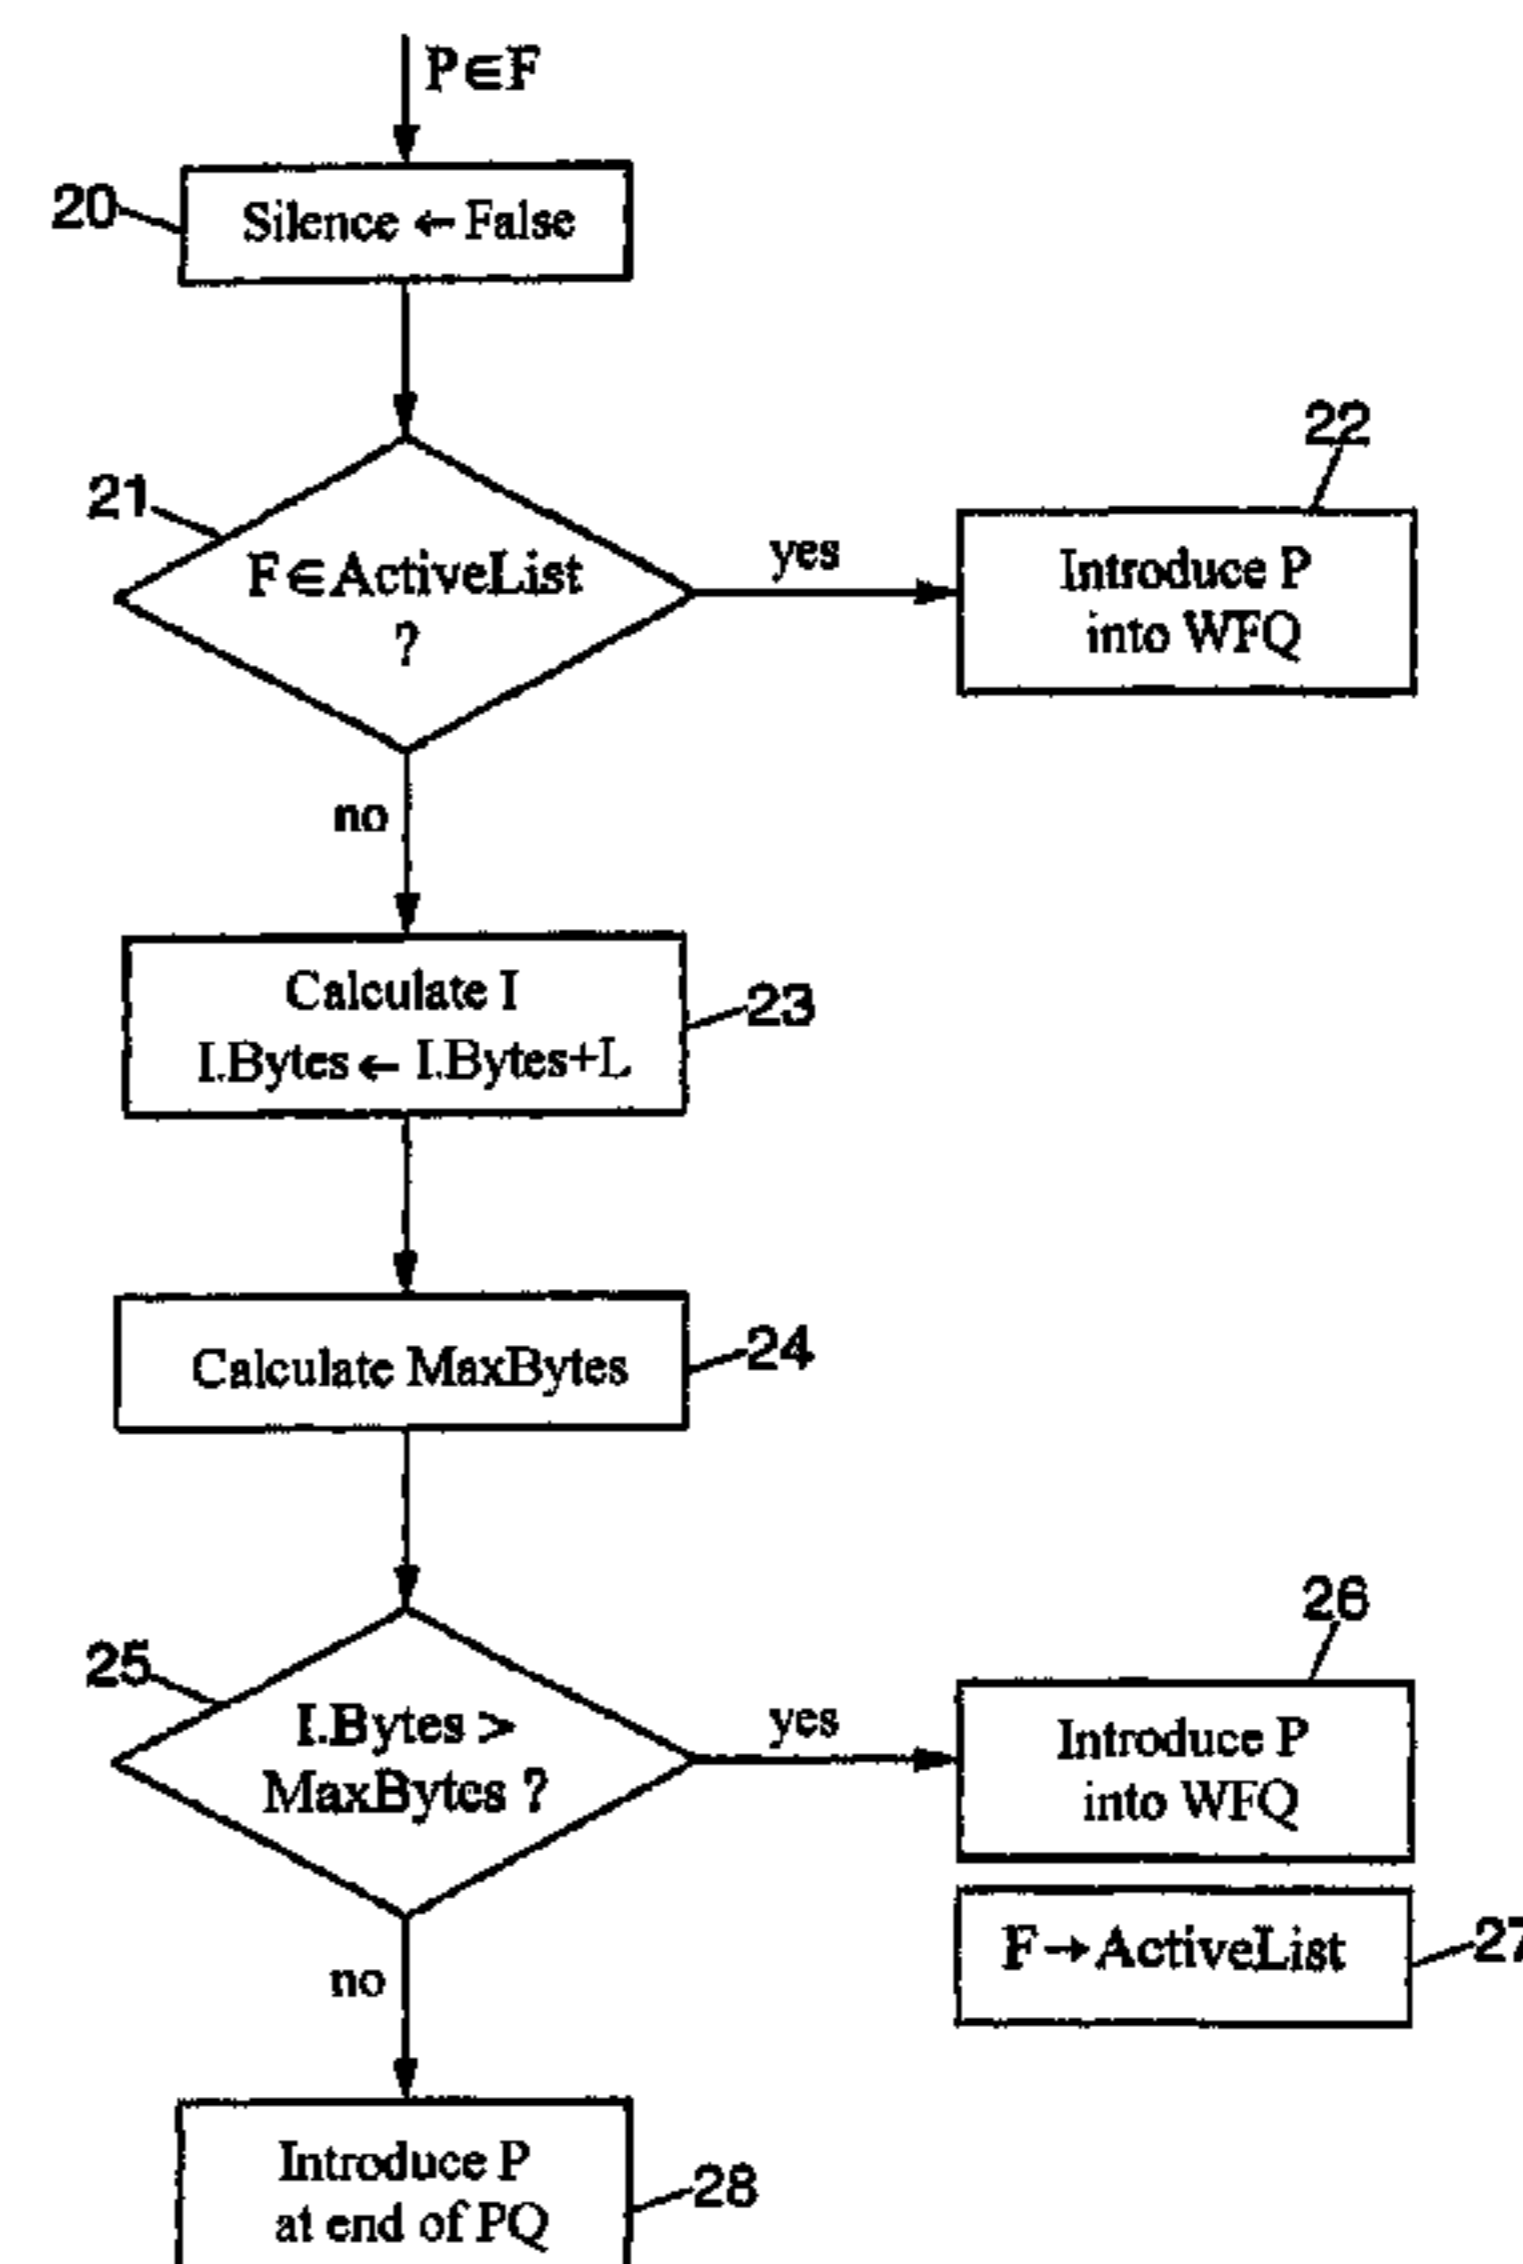 P∈F
20
Silence ← False
21
F∈ActiveList
?
yes
22
Introduce P
into WFQ
no
Calculate I
I.Bytes ← I.Bytes+L
23
Calculate MaxBytes
24
25
I.Bytes >
MaxBytes ?
yes
26
Introduce P
into WFQ
F→ActiveList
27
no
Introduce P
at end of PQ
28